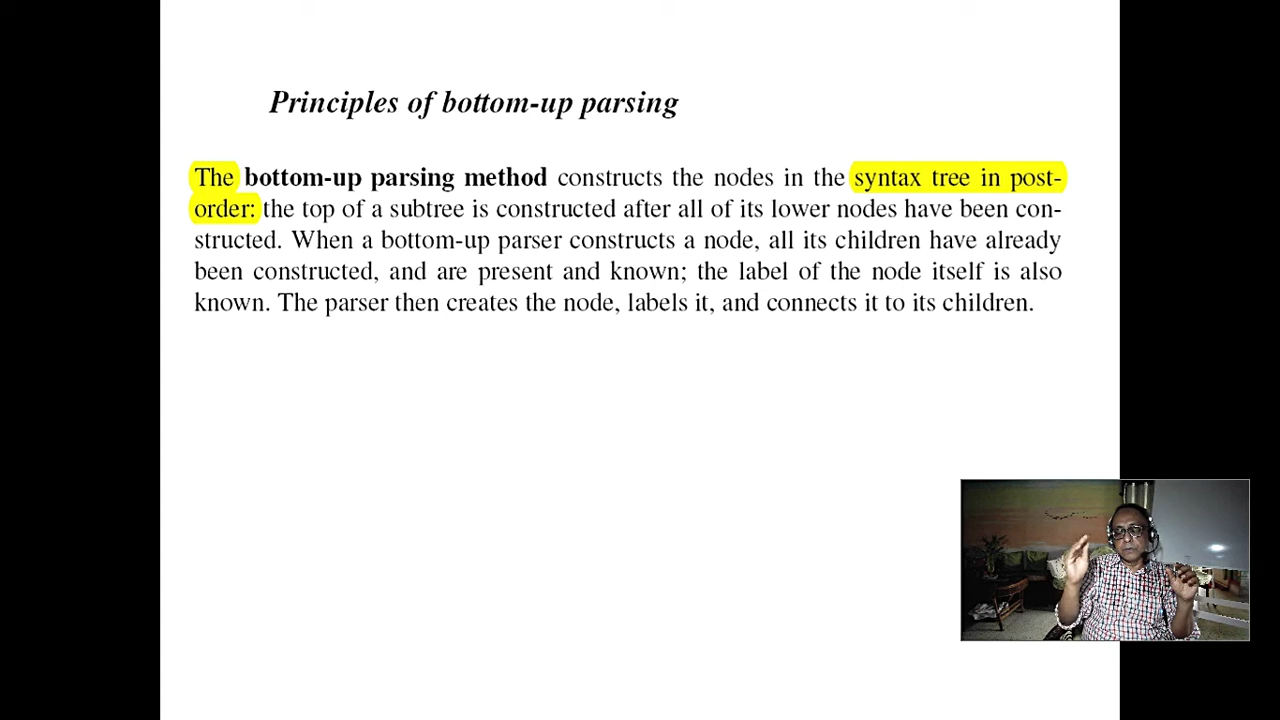 Principles of bottom-up parsing
The bottom-up parsing method constructs the nodes in the syntax tree in post-
order: the top of a subtree is constructed after all of its lower nodes have been con-
structed. When a bottom-up parser constructs a node, all its children have already
been constructed, and are present and known; the label of the node itself is also
known. The parser then creates the node, labels it, and connects it to its children.